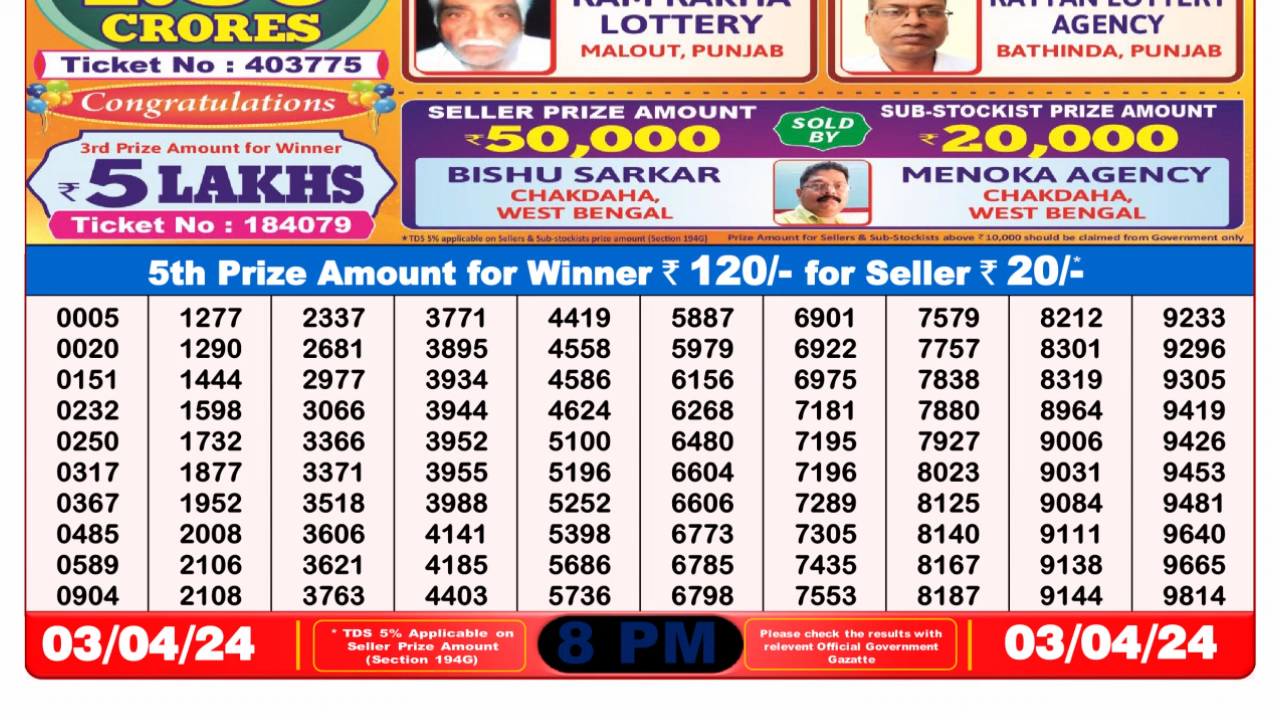 CRORES
Ticket No : 403775
Congratulations
3rd Prize Amount for Winner
₹ 5 LAKHS
Ticket No : 184079
LOTTERY
MALOUT, PUNJAB
AGENCY
BATHINDA, PUNJAB
SELLER PRIZE AMOUNT
₹50,000
SOLD
BY
SUB-STOCKIST PRIZE AMOUNT
₹20,000
BISHU SARKAR
CHAKDAHA,
WEST BENGAL
MENOKA AGENCY
CHAKDAHA,
WEST BENGAL
*TDS 5% applicable on Sellers & Sub-stockists prize amount (Section 194G) Prize Amount for Sellers & Sub-Stockists above ₹10,000 should be claimed from Government only
5th Prize Amount for Winner ₹ 120/- for Seller ₹ 20/-*
0005 1277 2337 3771 4419 5887 6901 7579 8212 9233
0020 1290 2681 3895 4558 5979 6922 7757 8301 9296
0151 1444 2977 3934 4586 6156 6975 7838 8319 9305
0232 1598 3066 3944 4624 6268 7181 7880 8964 9419
0250 1732 3366 3952 5100 6480 7195 7927 9006 9426
0317 1877 3371 3955 5196 6604 7196 8023 9031 9453
0367 1952 3518 3988 5252 6606 7289 8125 9084 9481
0485 2008 3606 4141 5398 6773 7305 8140 9111 9640
0589 2106 3621 4185 5686 6785 7435 8167 9138 9665
0904 2108 3763 4403 5736 6798 7553 8187 9144 9814
03/04/24
* TDS 5% Applicable on
Seller Prize Amount
(Section 194G)
8 PM
Please check the results with
relevent Official Government
Gazatte
03/04/24